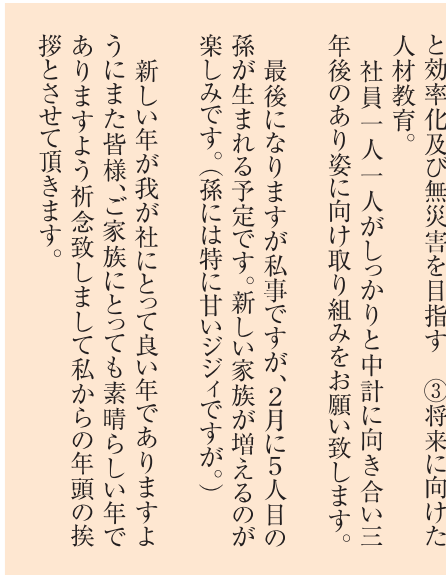 と効率化及び無災害を目指す　③将来に向けた
人材教育。
　社員一人一人がしっかりと中計に向き合い三
年後のあり姿に向け取り組みをお願い致します。
　最後になりますが私事ですが、2月に5人目の
孫が生まれる予定です。新しい家族が増えるのが
楽しみです。（孫には特に甘いジジィですが。）
　新しい年が我が社にとって良い年でありますよ
うにまた皆様、ご家族にとっても素晴らしい年で
ありますよう祈念致しまして私からの年頭の挨
拶とさせて頂きます。